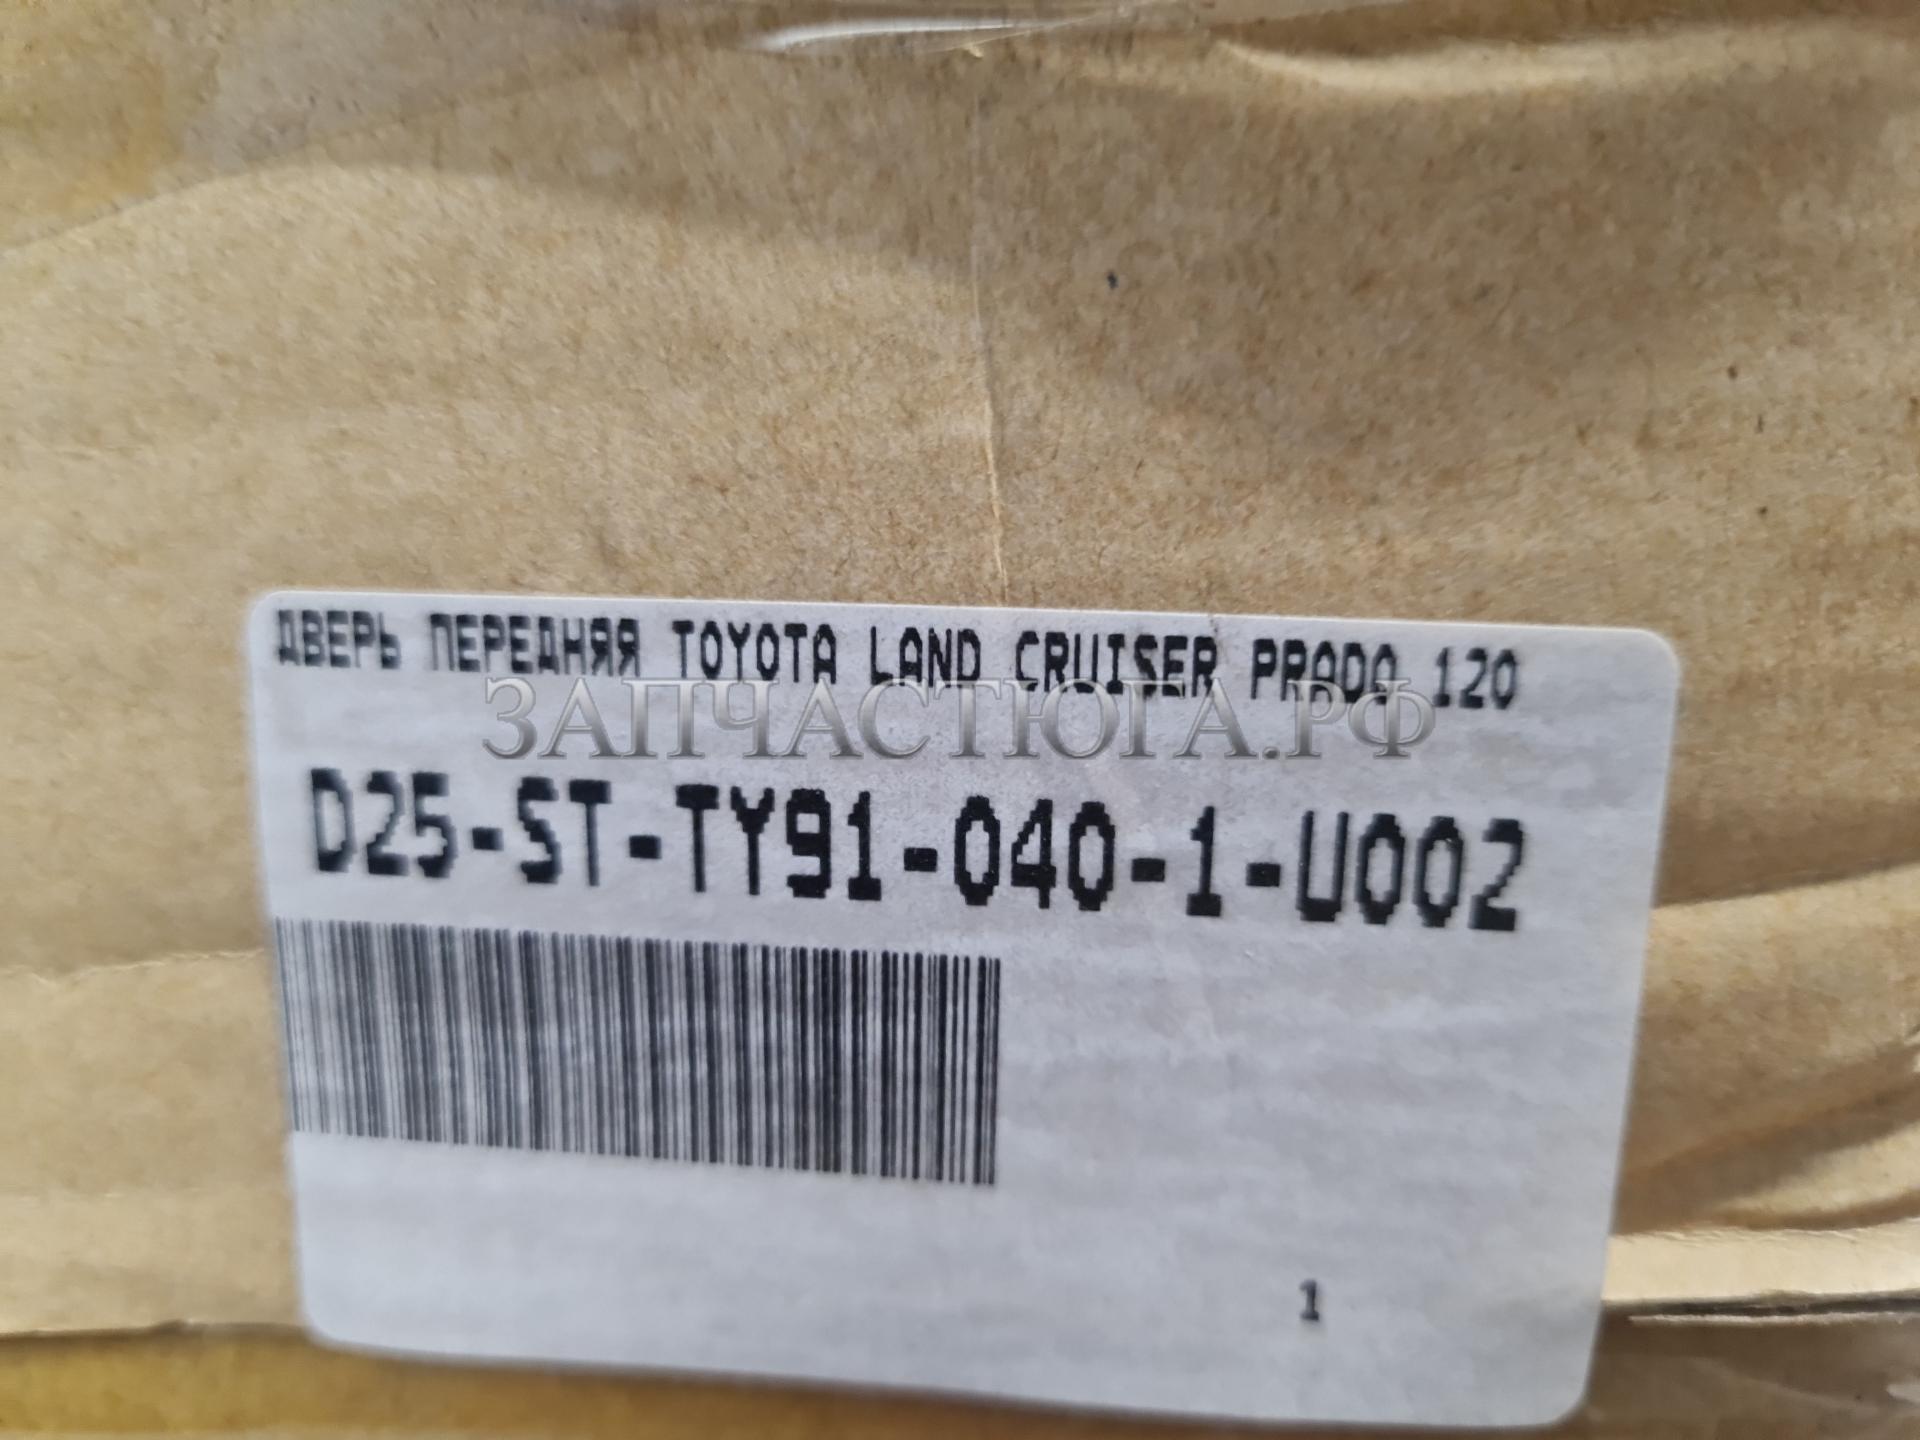 ДВЕРЬ ПЕРЕДНЯЯ TOYOTA LAND CRUISER PRADO 120
ЗАПЧАСТЮГА.РФ
D25-ST-TY91-040-1-U002
1